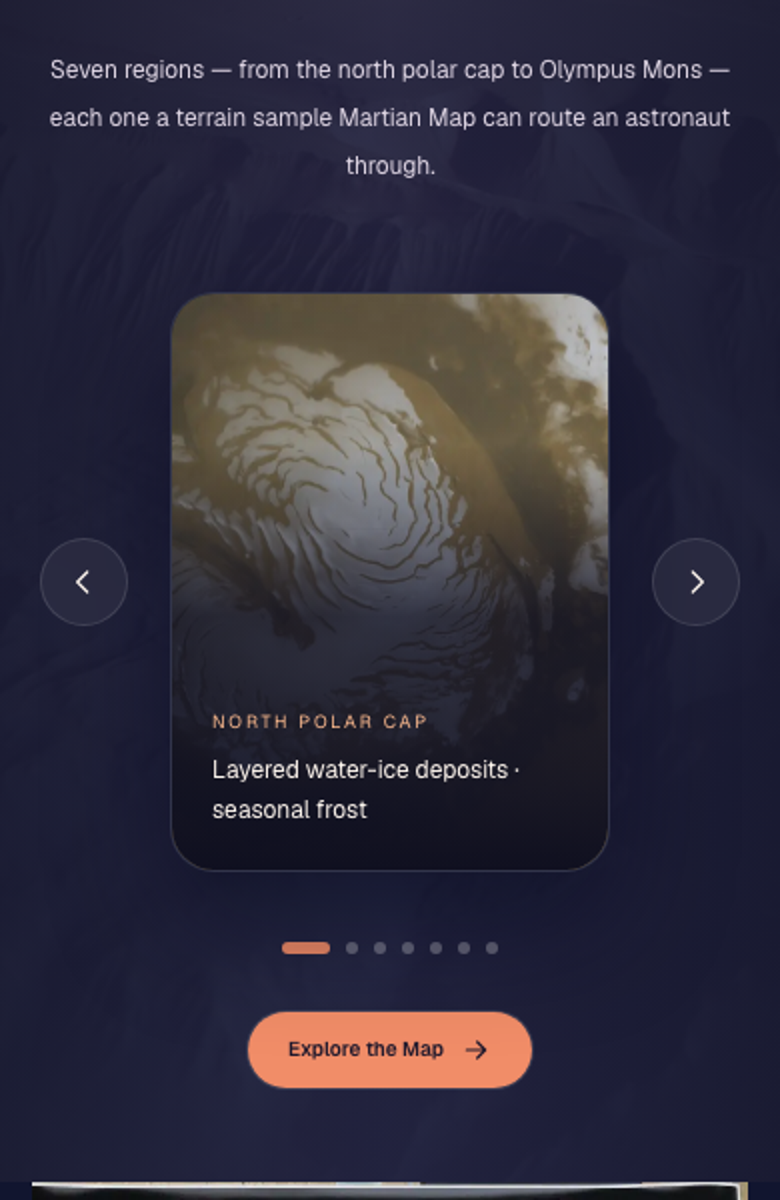 Seven regions — from the north polar cap to Olympus Mons —
each one a terrain sample Martian Map can route an astronaut
through.
NORTH POLAR CAP
Layered water-ice deposits ·
seasonal frost
Explore the Map →